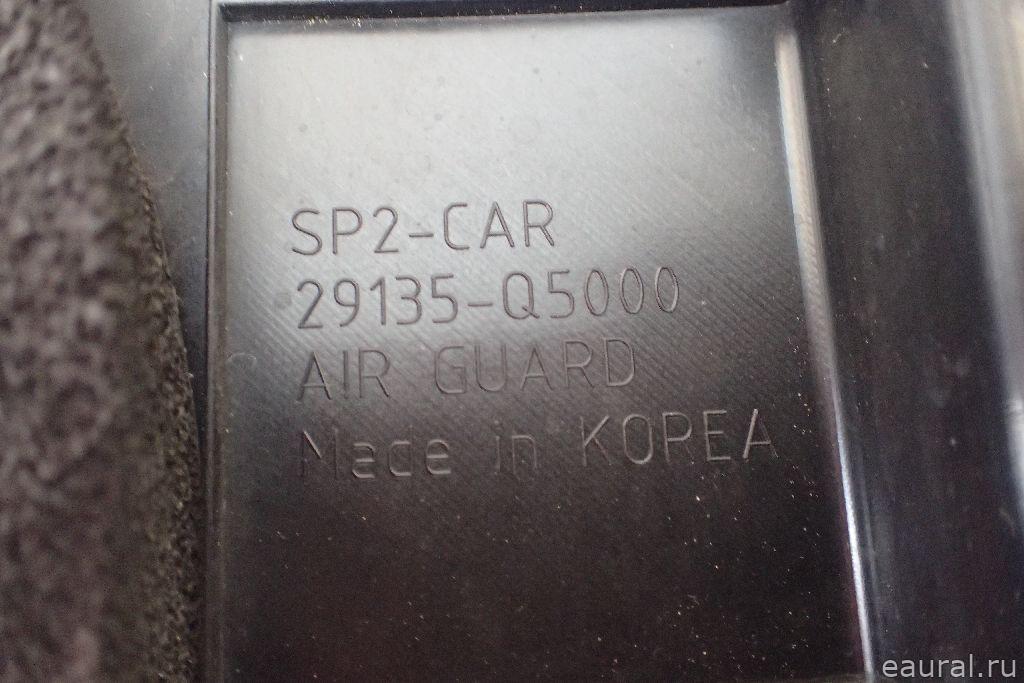 SP2-CAR
29135-Q5000
AIR GUARD
Made in KOREA
eaural.ru